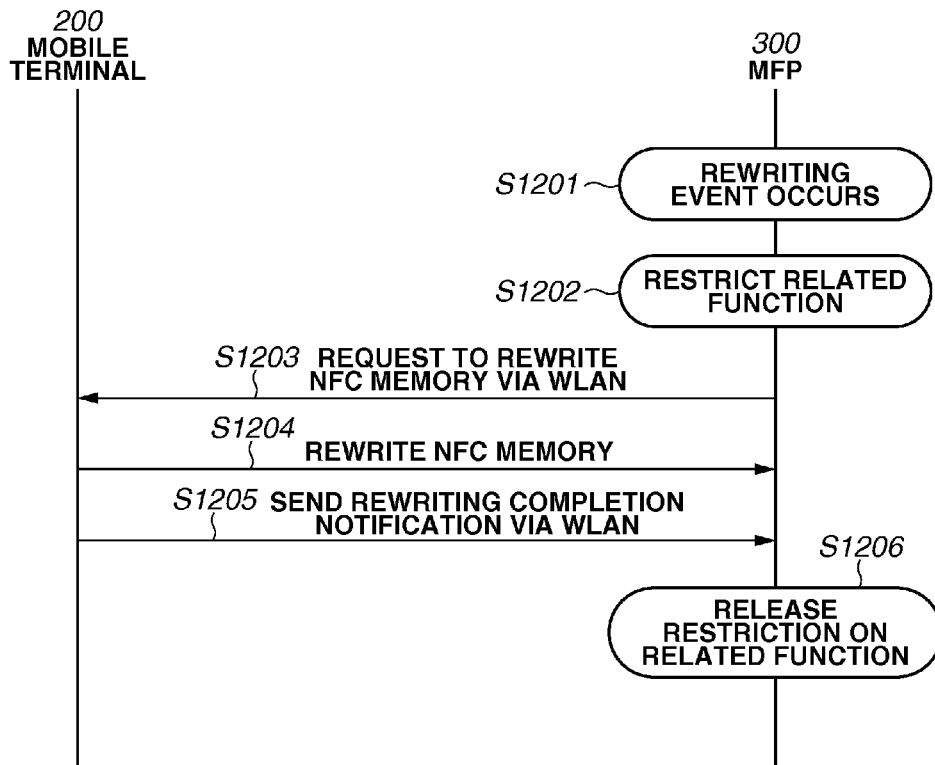 200
MOBILE
TERMINAL
300
MFP
S1201
REWRITING
EVENT OCCURS
S1202
RESTRICT RELATED
FUNCTION
S1203
REQUEST TO REWRITE
NFC MEMORY VIA WLAN
S1204
REWRITE NFC MEMORY
S1205
SEND REWRITING COMPLETION
NOTIFICATION VIA WLAN
S1206
RELEASE
RESTRICTION ON
RELATED FUNCTION